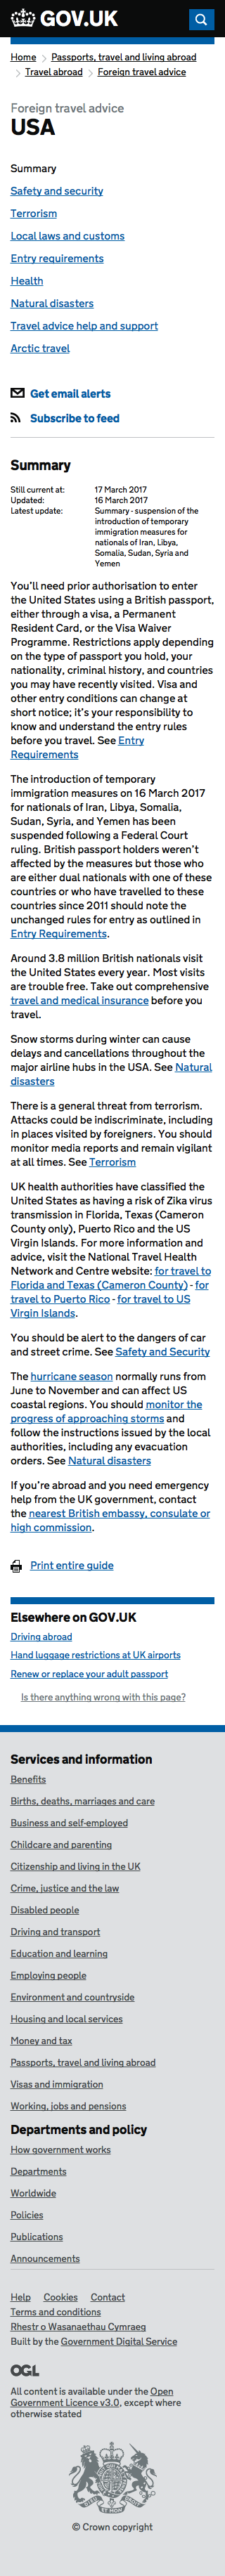 GOV.UK
Home
Passports, travel and living abroad
Travel abroad
Foreign travel advice
Foreign travel advice
USA
Summary
Safety and security
Terrorism
Local laws and customs
Entry requirements
Health
Natural disasters
Travel advice help and support
Arctic travel
Get email alerts
Subscribe to feed
Summary
Still current at: 17 March 2017
Updated: 16 March 2017
Latest update: Summary - suspension of the
introduction of temporary
immigration measures for
nationals of Iran, Libya,
Somalia, Sudan, Syria and
Yemen
You’ll need prior authorisation to enter
the United States using a British passport,
either through a visa, a Permanent
Resident Card, or the Visa Waiver
Programme. Restrictions apply depending
on the type of passport you hold, your
nationality, criminal history, and countries
you may have recently visited. Visa and
other entry conditions can change at
short notice; it’s your responsibility to
know and understand the entry rules
before you travel. See Entry
Requirements
The introduction of temporary
immigration measures on 16 March 2017
for nationals of Iran, Libya, Somalia,
Sudan, Syria, and Yemen has been
suspended following a Federal Court
ruling. British passport holders weren’t
affected by the measures but those who
are dual nationals with one of these
countries or who have travelled to these
countries since 2011 should note the
unchanged rules for entry as outlined in
Entry Requirements.
Around 3.8 million British nationals visit
the United States every year. Most visits
are trouble free. Take out comprehensive
travel and medical insurance before you
travel.
Snow storms during winter can cause
delays and cancellations throughout the
major airline hubs in the USA. See Natural
disasters
There is a general threat from terrorism.
Attacks could be indiscriminate, including
in places visited by foreigners. You should
monitor media reports and remain vigilant
at all times. See Terrorism
UK health authorities have classified the
United States as having a risk of Zika virus
transmission in Florida, Texas (Cameron
County only), Puerto Rico and the US
Virgin Islands. For more information and
advice, visit the National Travel Health
Network and Centre website: for travel to
Florida and Texas (Cameron County) - for
travel to Puerto Rico - for travel to US
Virgin Islands.
You should be alert to the dangers of car
and street crime. See Safety and Security
The hurricane season normally runs from
June to November and can affect US
coastal regions. You should monitor the
progress of approaching storms and
follow the instructions issued by the local
authorities, including any evacuation
orders. See Natural disasters
If you’re abroad and you need emergency
help from the UK government, contact
the nearest British embassy, consulate or
high commission.
Print entire guide
Elsewhere on GOV.UK
Driving abroad
Hand luggage restrictions at UK airports
Renew or replace your adult passport
Is there anything wrong with this page?
Services and information
Benefits
Births, deaths, marriages and care
Business and self-employed
Childcare and parenting
Citizenship and living in the UK
Crime, justice and the law
Disabled people
Driving and transport
Education and learning
Employing people
Environment and countryside
Housing and local services
Money and tax
Passports, travel and living abroad
Visas and immigration
Working, jobs and pensions
Departments and policy
How government works
Departments
Worldwide
Policies
Publications
Announcements
Help Cookies Contact
Terms and conditions
Rhestr o Wasanaethau Cymraeg
Built by the Government Digital Service
OGL
All content is available under the Open
Government Licence v3.0, except where
otherwise stated
© Crown copyright